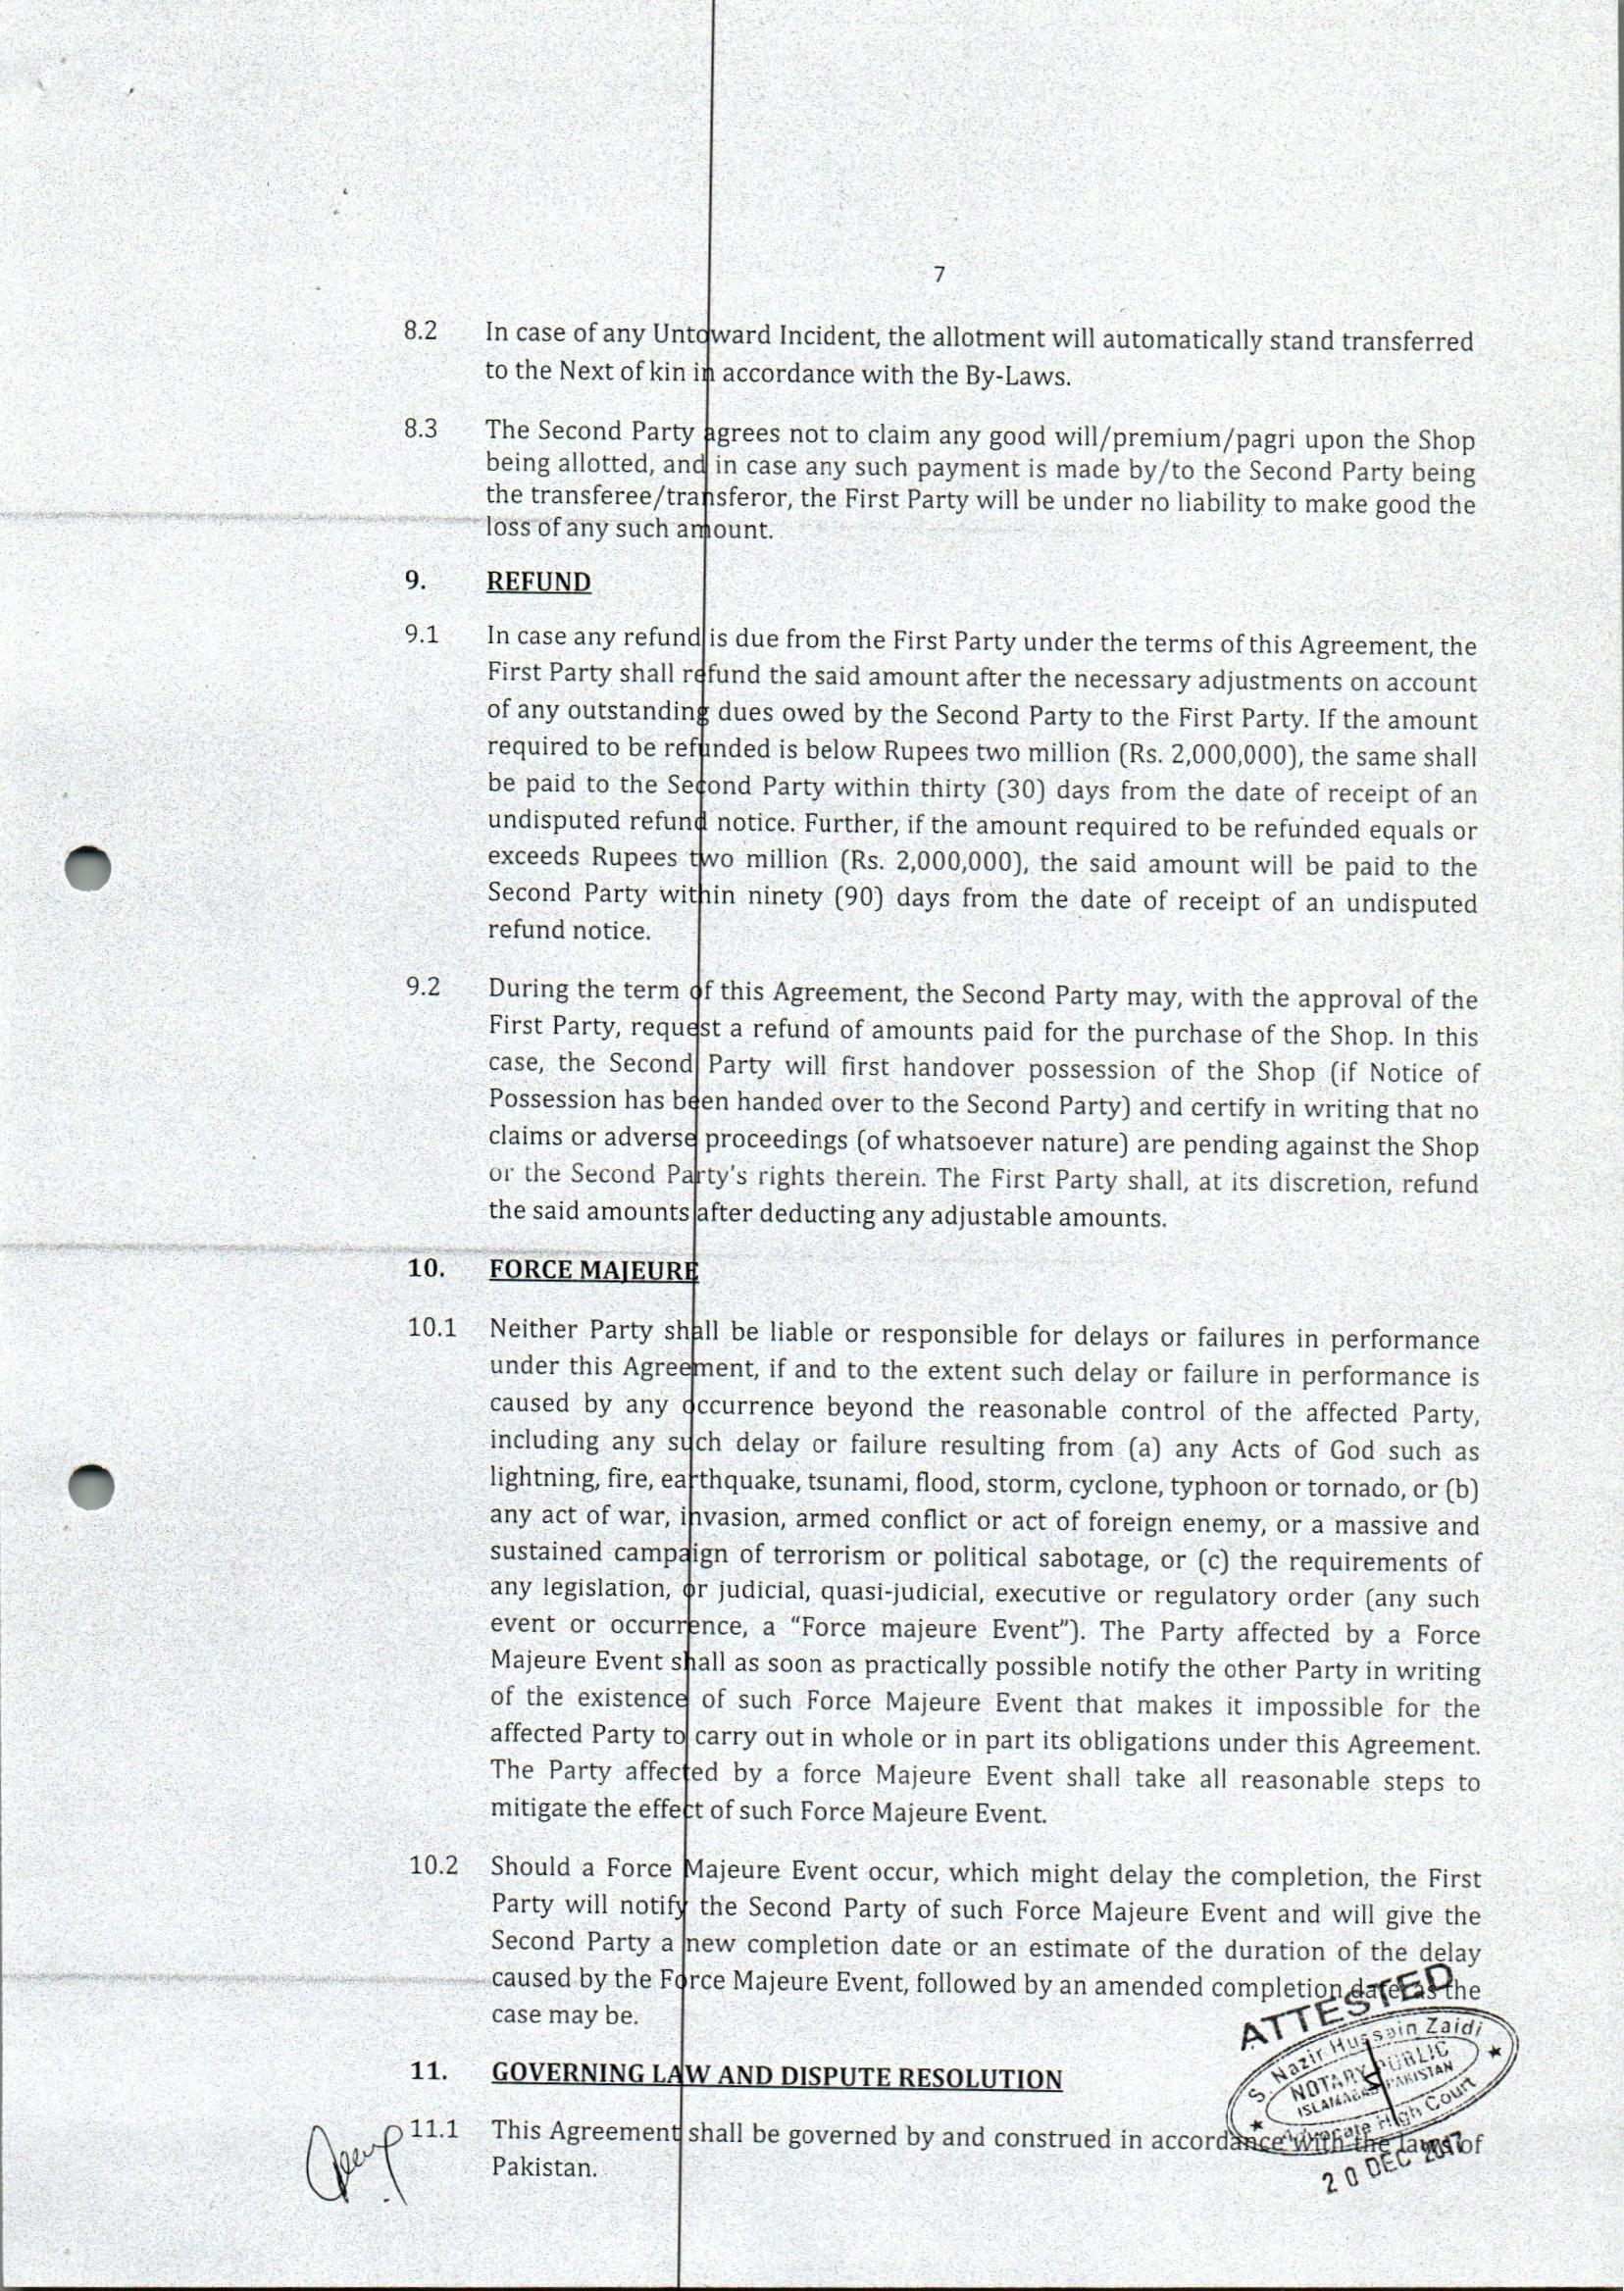 7
8.2 In case of any Untoward Incident, the allotment will automatically stand transferred
to the Next of kin in accordance with the By-Laws.
8.3 The Second Party agrees not to claim any good will/premium/pagri upon the Shop
being allotted, and in case any such payment is made by/to the Second Party being
the transferee/transferor, the First Party will be under no liability to make good the
loss of any such amount.
9. REFUND
9.1 In case any refund is due from the First Party under the terms of this Agreement, the
First Party shall refund the said amount after the necessary adjustments on account
of any outstanding dues owed by the Second Party to the First Party. If the amount
required to be refunded is below Rupees two million (Rs. 2,000,000), the same shall
be paid to the Second Party within thirty (30) days from the date of receipt of an
undisputed refund notice. Further, if the amount required to be refunded equals or
exceeds Rupees two million (Rs. 2,000,000), the said amount will be paid to the
Second Party within ninety (90) days from the date of receipt of an undisputed
refund notice.
9.2 During the term of this Agreement, the Second Party may, with the approval of the
First Party, request a refund of amounts paid for the purchase of the Shop. In this
case, the Second Party will first handover possession of the Shop (if Notice of
Possession has been handed over to the Second Party) and certify in writing that no
claims or adverse proceedings (of whatsoever nature) are pending against the Shop
or the Second Party's rights therein. The First Party shall, at its discretion, refund
the said amounts after deducting any adjustable amounts.
10. FORCE MAJEURE
10.1 Neither Party shall be liable or responsible for delays or failures in performance
under this Agreement, if and to the extent such delay or failure in performance is
caused by any occurrence beyond the reasonable control of the affected Party,
including any such delay or failure resulting from (a) any Acts of God such as
lightning, fire, earthquake, tsunami, flood, storm, cyclone, typhoon or tornado, or (b)
any act of war, invasion, armed conflict or act of foreign enemy, or a massive and
sustained campaign of terrorism or political sabotage, or (c) the requirements of
any legislation, or judicial, quasi-judicial, executive or regulatory order (any such
event or occurrence, a “Force majeure Event”). The Party affected by a Force
Majeure Event shall as soon as practically possible notify the other Party in writing
of the existence of such Force Majeure Event that makes it impossible for the
affected Party to carry out in whole or in part its obligations under this Agreement.
The Party affected by a force Majeure Event shall take all reasonable steps to
mitigate the effect of such Force Majeure Event.
10.2 Should a Force Majeure Event occur, which might delay the completion, the First
Party will notify the Second Party of such Force Majeure Event and will give the
Second Party a new completion date or an estimate of the duration of the delay
caused by the Force Majeure Event, followed by an amended completion date as the
case may be.
ATTESTED
S. Nazir Hussain Zaidi
NOTARY PUBLIC
ISLAMABAD PAKISTAN
Advocate High Court
20 DEC 2017
11. GOVERNING LAW AND DISPUTE RESOLUTION
11.1 This Agreement shall be governed by and construed in accordance with the laws of
Pakistan.